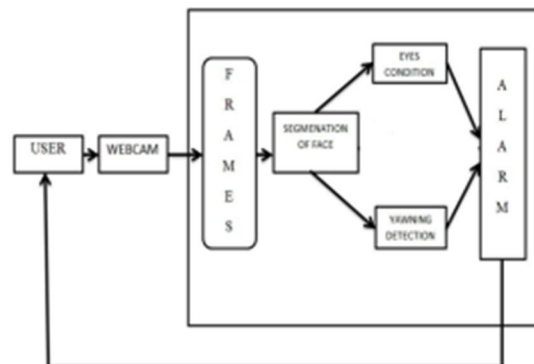 USER
WEBCAM
F
R
A
M
E
S
SEGMENATION
OF FACE
EYES
CONDITION
YAWNING
DETECTION
A
L
A
R
M